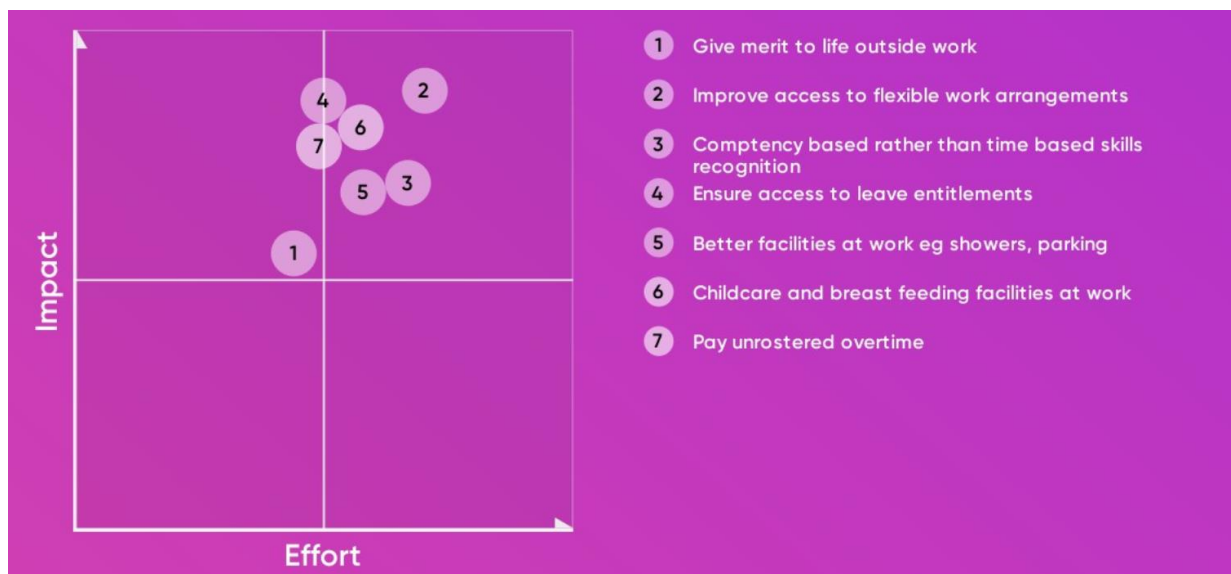 4
2
6
7
5
3
1
Impact
Effort
1 Give merit to life outside work
2 Improve access to flexible work arrangements
3 Comptency based rather than time based skills
recognition
4 Ensure access to leave entitlements
5 Better facilities at work eg showers, parking
6 Childcare and breast feeding facilities at work
7 Pay unrostered overtime